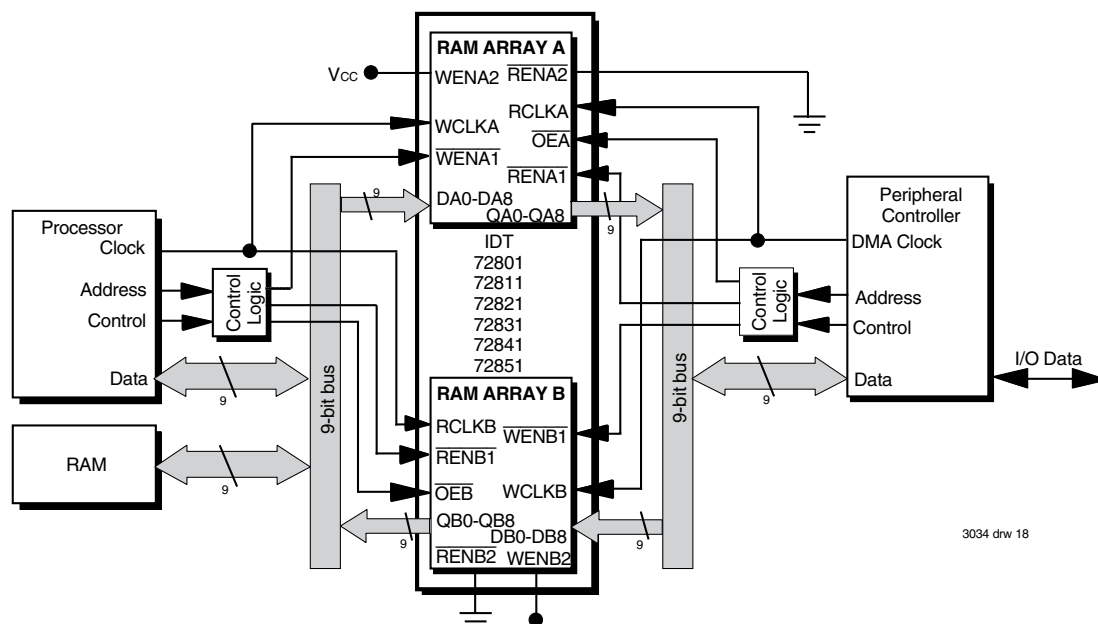 RAM ARRAY A
VCC
WENA2
RENA2
RCLKA
WCLKA
OEA
WENA1
RENA1
DA0-DA8
QA0-QA8
9
9
Processor
Clock
Address
Control
Data
9
Control
Logic
9-bit bus
IDT
72801
72811
72821
72831
72841
72851
9-bit bus
Control
Logic
Peripheral
Controller
DMA Clock
Address
Control
Data
9
I/O Data
RAM
9
RAM ARRAY B
RCLKB
WENB1
RENB1
OEB
WCLKB
QB0-QB8
DB0-DB8
9
9
RENB2
WENB2
3034 drw 18